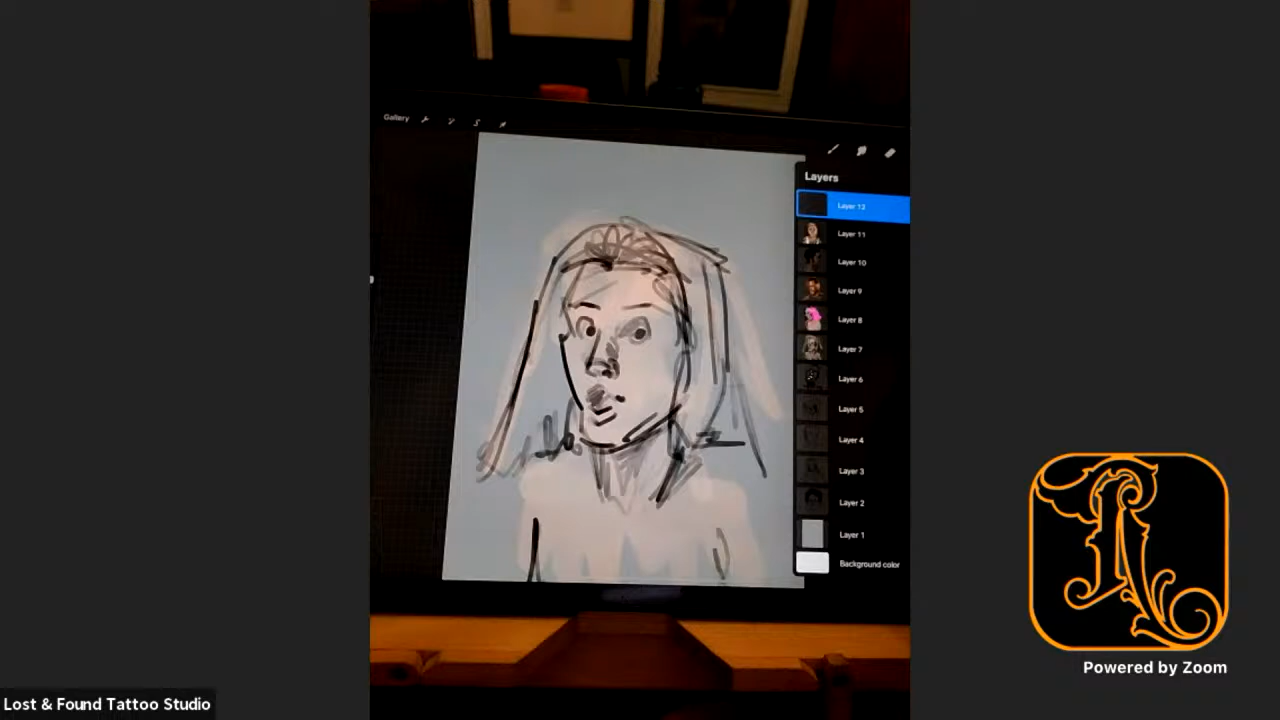 Gallery
Layers
Layer 12
Layer 11
Layer 10
Layer 9
Layer 8
Layer 7
Layer 6
Layer 5
Layer 4
Layer 3
Layer 2
Layer 1
Background color
Powered by Zoom
Lost & Found Tattoo Studio